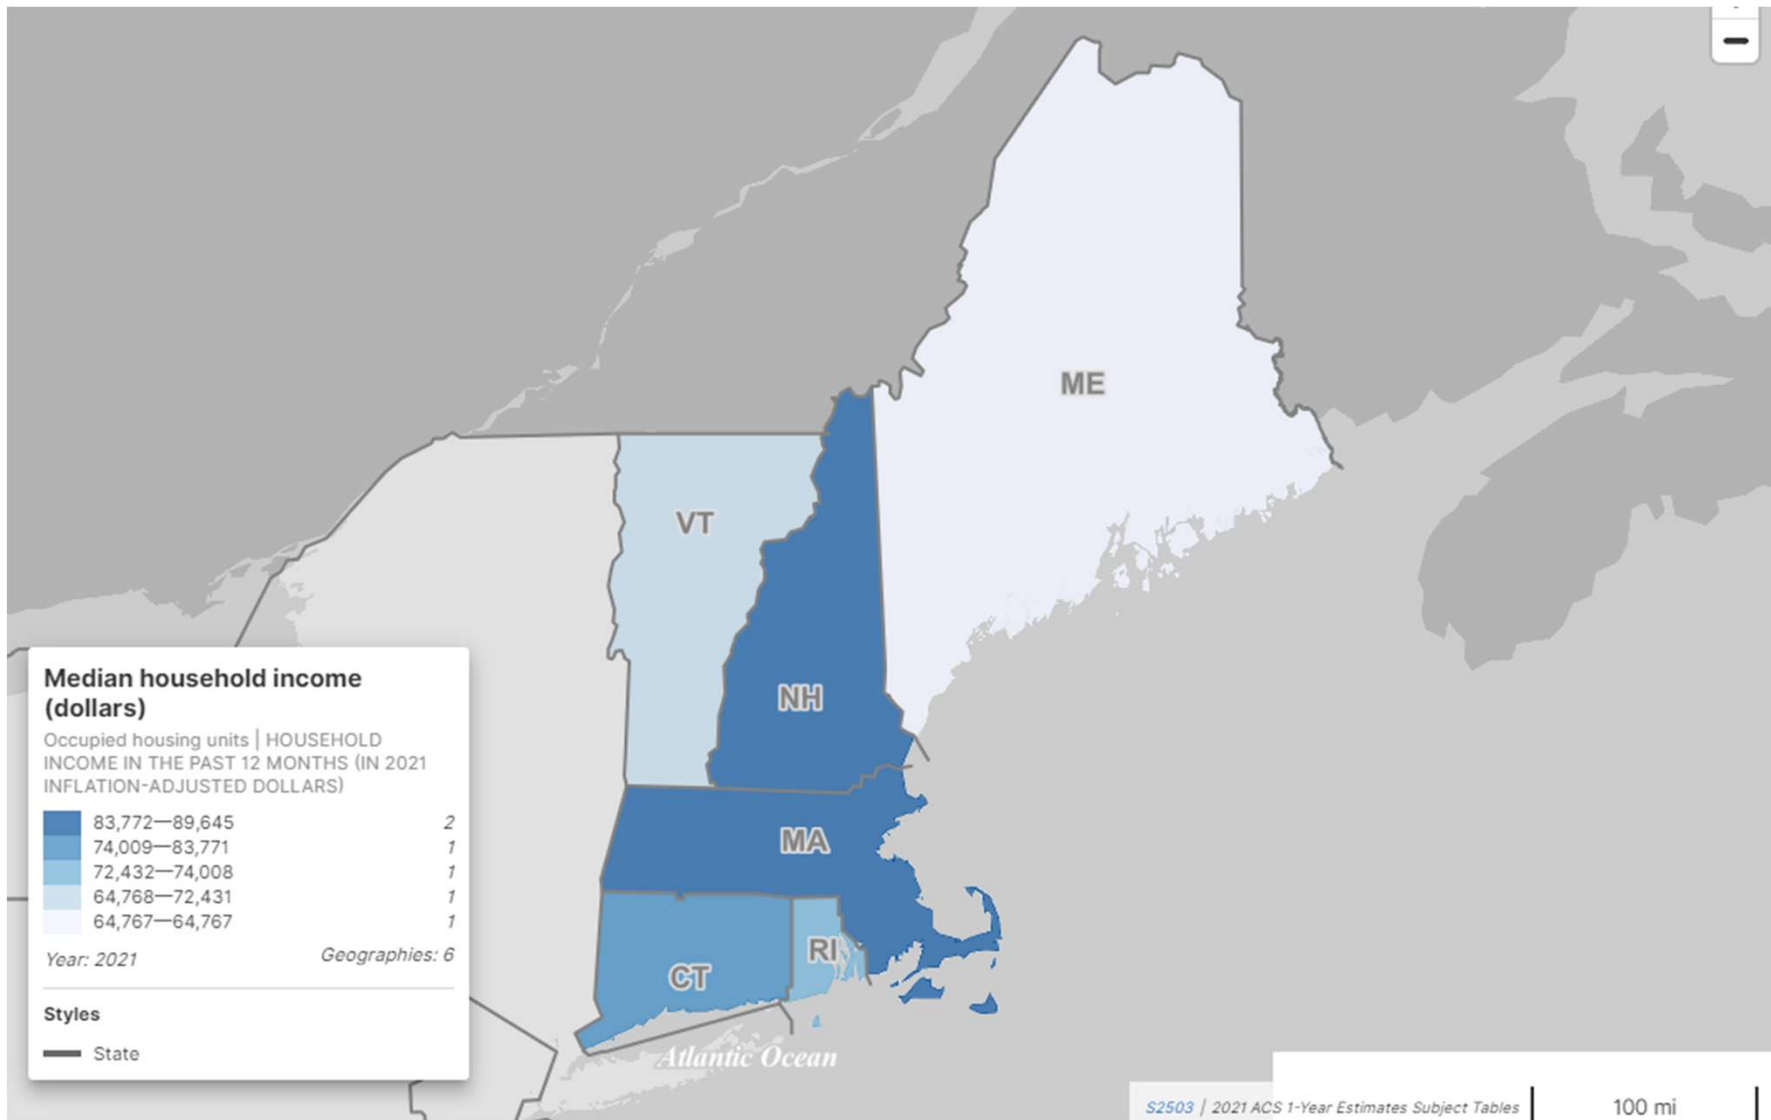 ME
VT
NH
MA
RI
CT
Atlantic Ocean
Median household income
(dollars)
Occupied housing units | HOUSEHOLD
INCOME IN THE PAST 12 MONTHS (IN 2021
INFLATION-ADJUSTED DOLLARS)
83,772—89,645 2
74,009—83,771 1
72,432—74,008 1
64,768—72,431 1
64,767—64,767 1
Year: 2021 Geographies: 6
Styles
State
S2503 | 2021 ACS 1-Year Estimates Subject Tables
100 mi